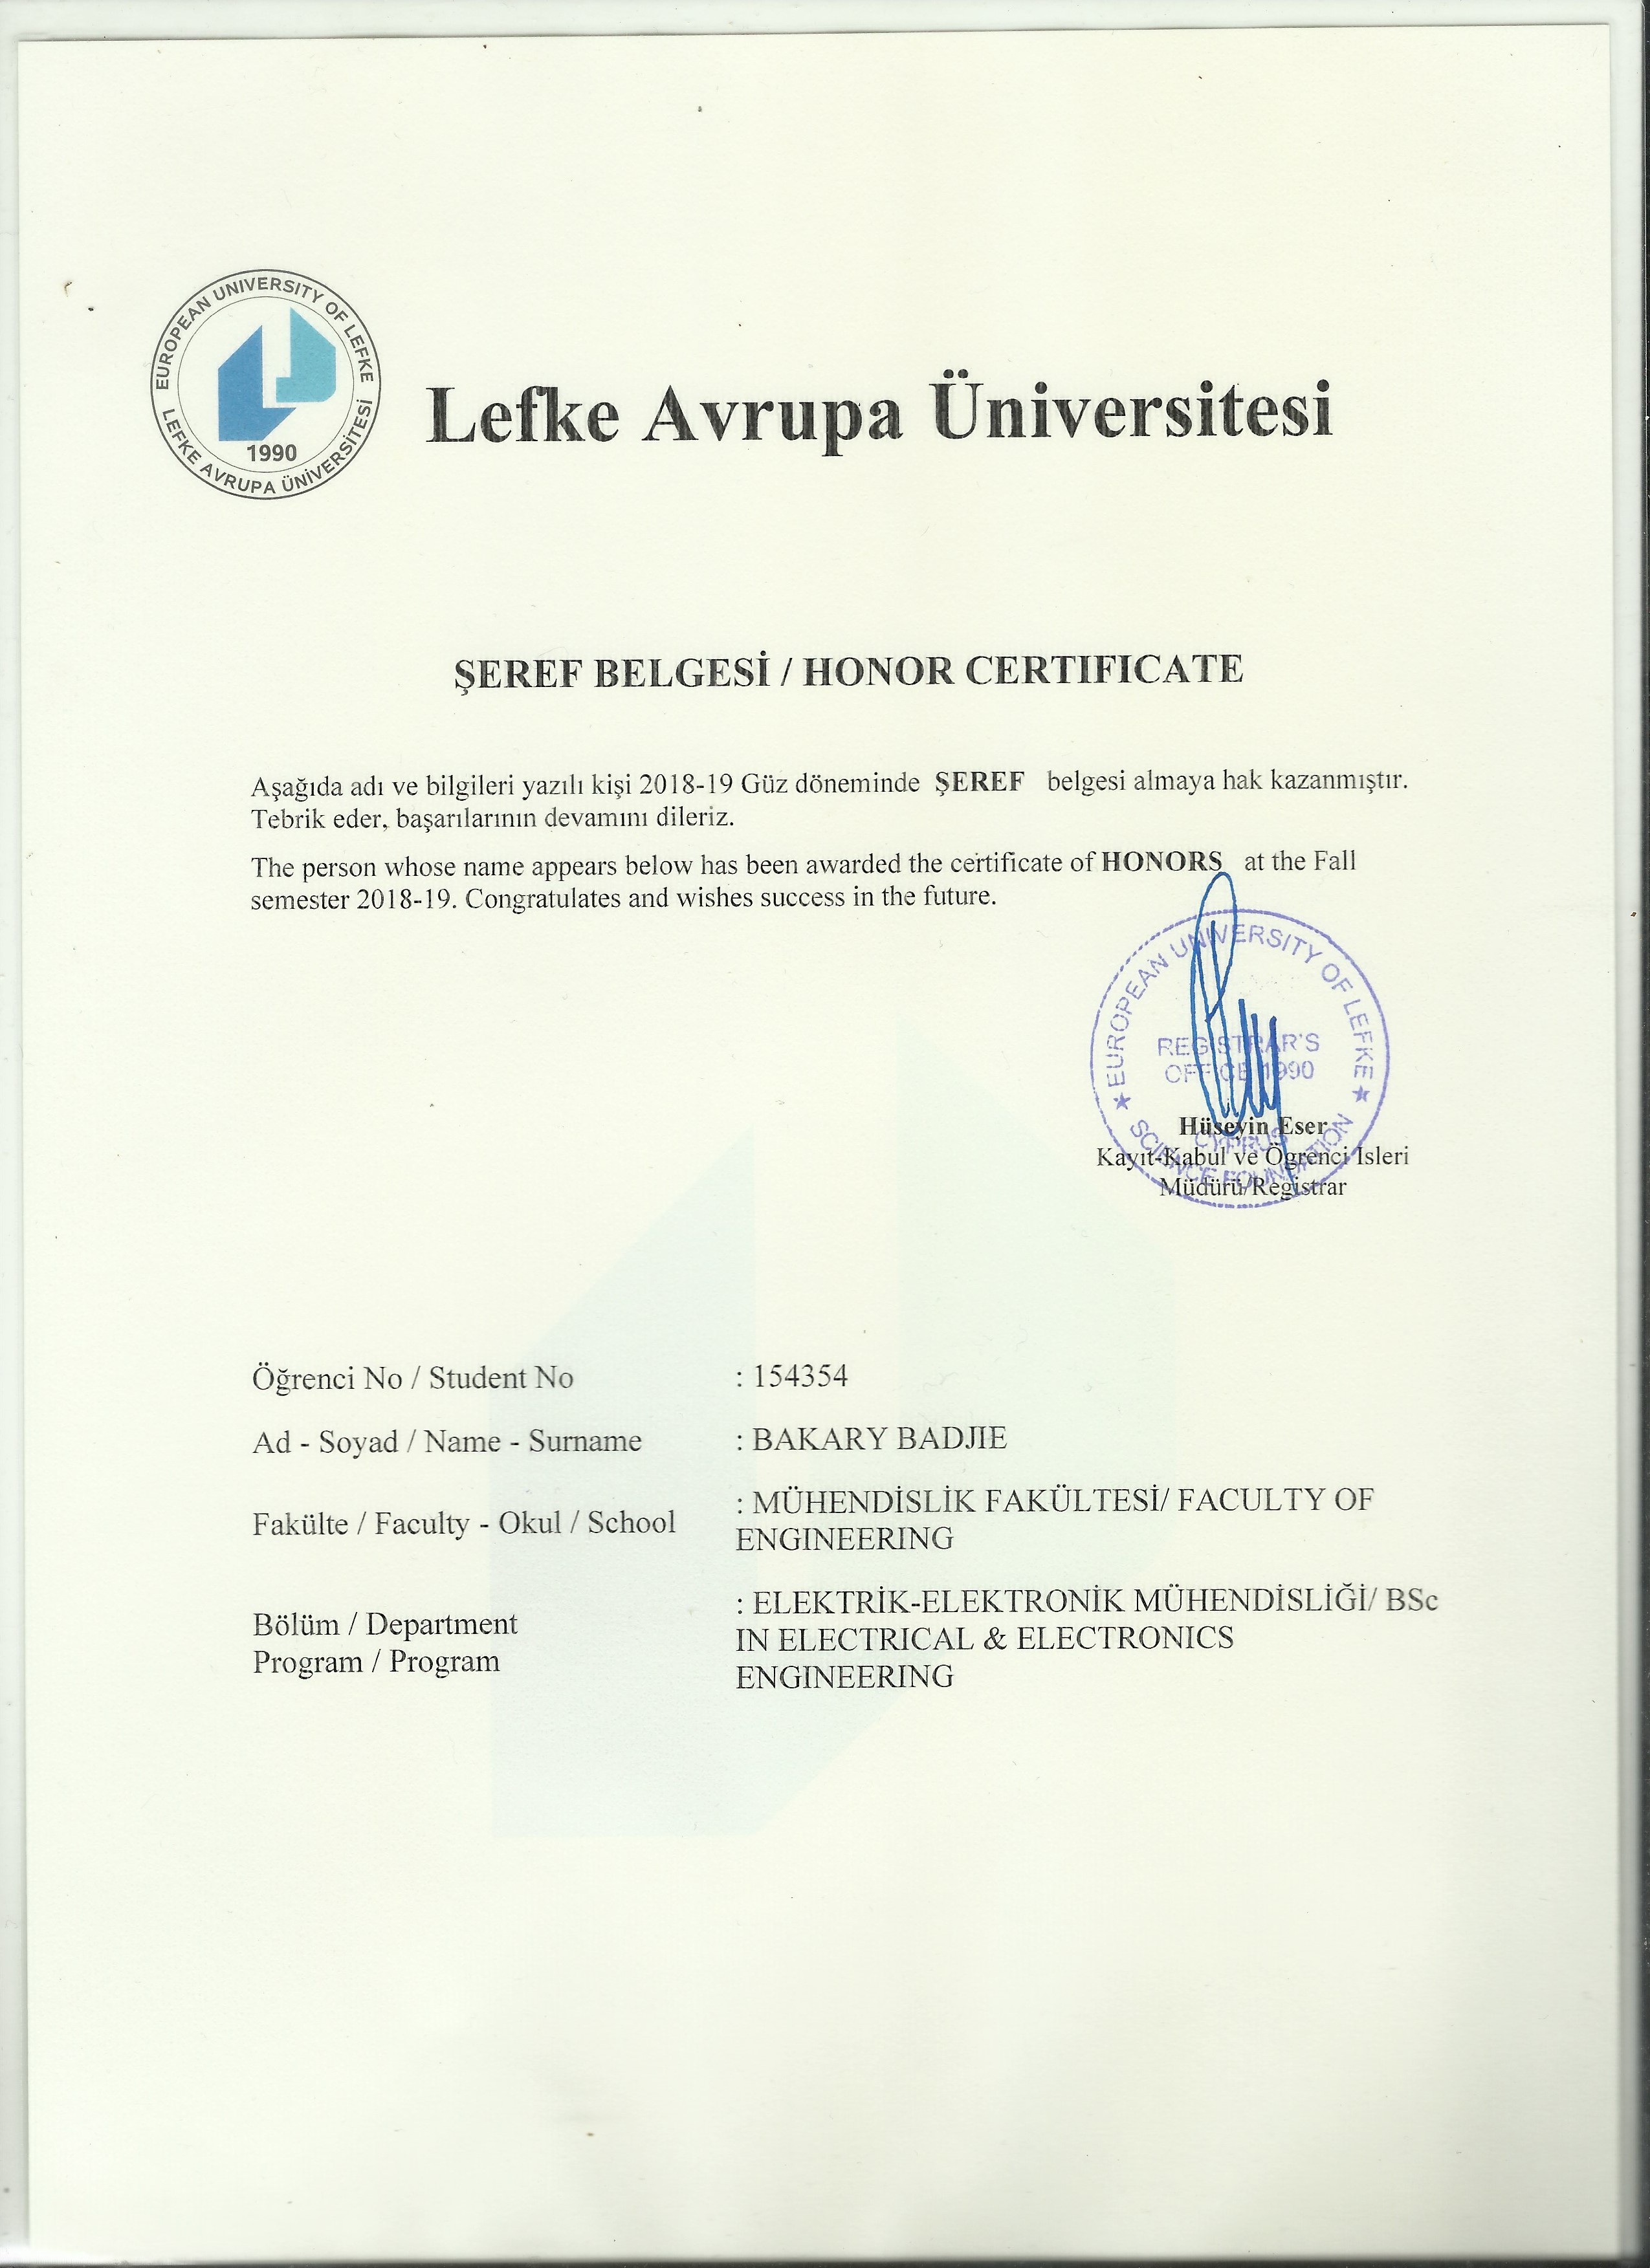 EUROPEAN UNIVERSITY OF LEFKE
LEFKE AVRUPA ÜNİVERSİTESİ
1990
Lefke Avrupa Üniversitesi
ŞEREF BELGESİ / HONOR CERTIFICATE
Aşağıda adı ve bilgileri yazılı kişi 2018-19 Güz döneminde ŞEREF belgesi almaya hak kazanmıştır.
Tebrik eder, başarılarının devamını dileriz.
The person whose name appears below has been awarded the certificate of HONORS at the Fall
semester 2018-19. Congratulates and wishes success in the future.
★ EUROPEAN UNIVERSITY OF LEFKE ★
REGISTRAR'S
OFFICE 1990
CYPRUS
SCIENCE FOUNDATION
Hüseyin Eser
Kayıt-Kabul ve Ögrenci İsleri
Müdürü/Registrar
Öğrenci No / Student No : 154354
Ad - Soyad / Name - Surname : BAKARY BADJIE
Fakülte / Faculty - Okul / School : MÜHENDİSLİK FAKÜLTESİ/ FACULTY OF
ENGINEERING
Bölüm / Department : ELEKTRİK-ELEKTRONİK MÜHENDİSLİĞİ/ BSc
Program / Program IN ELECTRICAL & ELECTRONICS
ENGINEERING